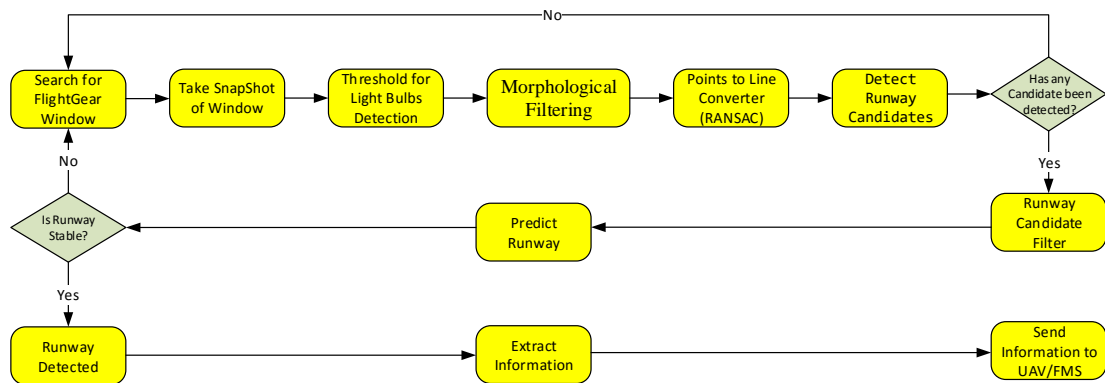 No
Search for
FlightGear
Window
Take SnapShot
of Window
Threshold for
Light Bulbs
Detection
Morphological
Filtering
Points to Line
Converter
(RANSAC)
Detect
Runway
Candidates
Has any
Candidate been
detected?
No
Yes
Is Runway
Stable?
Predict
Runway
Runway
Candidate
Filter
Yes
Runway
Detected
Extract
Information
Send
Information to
UAV/FMS